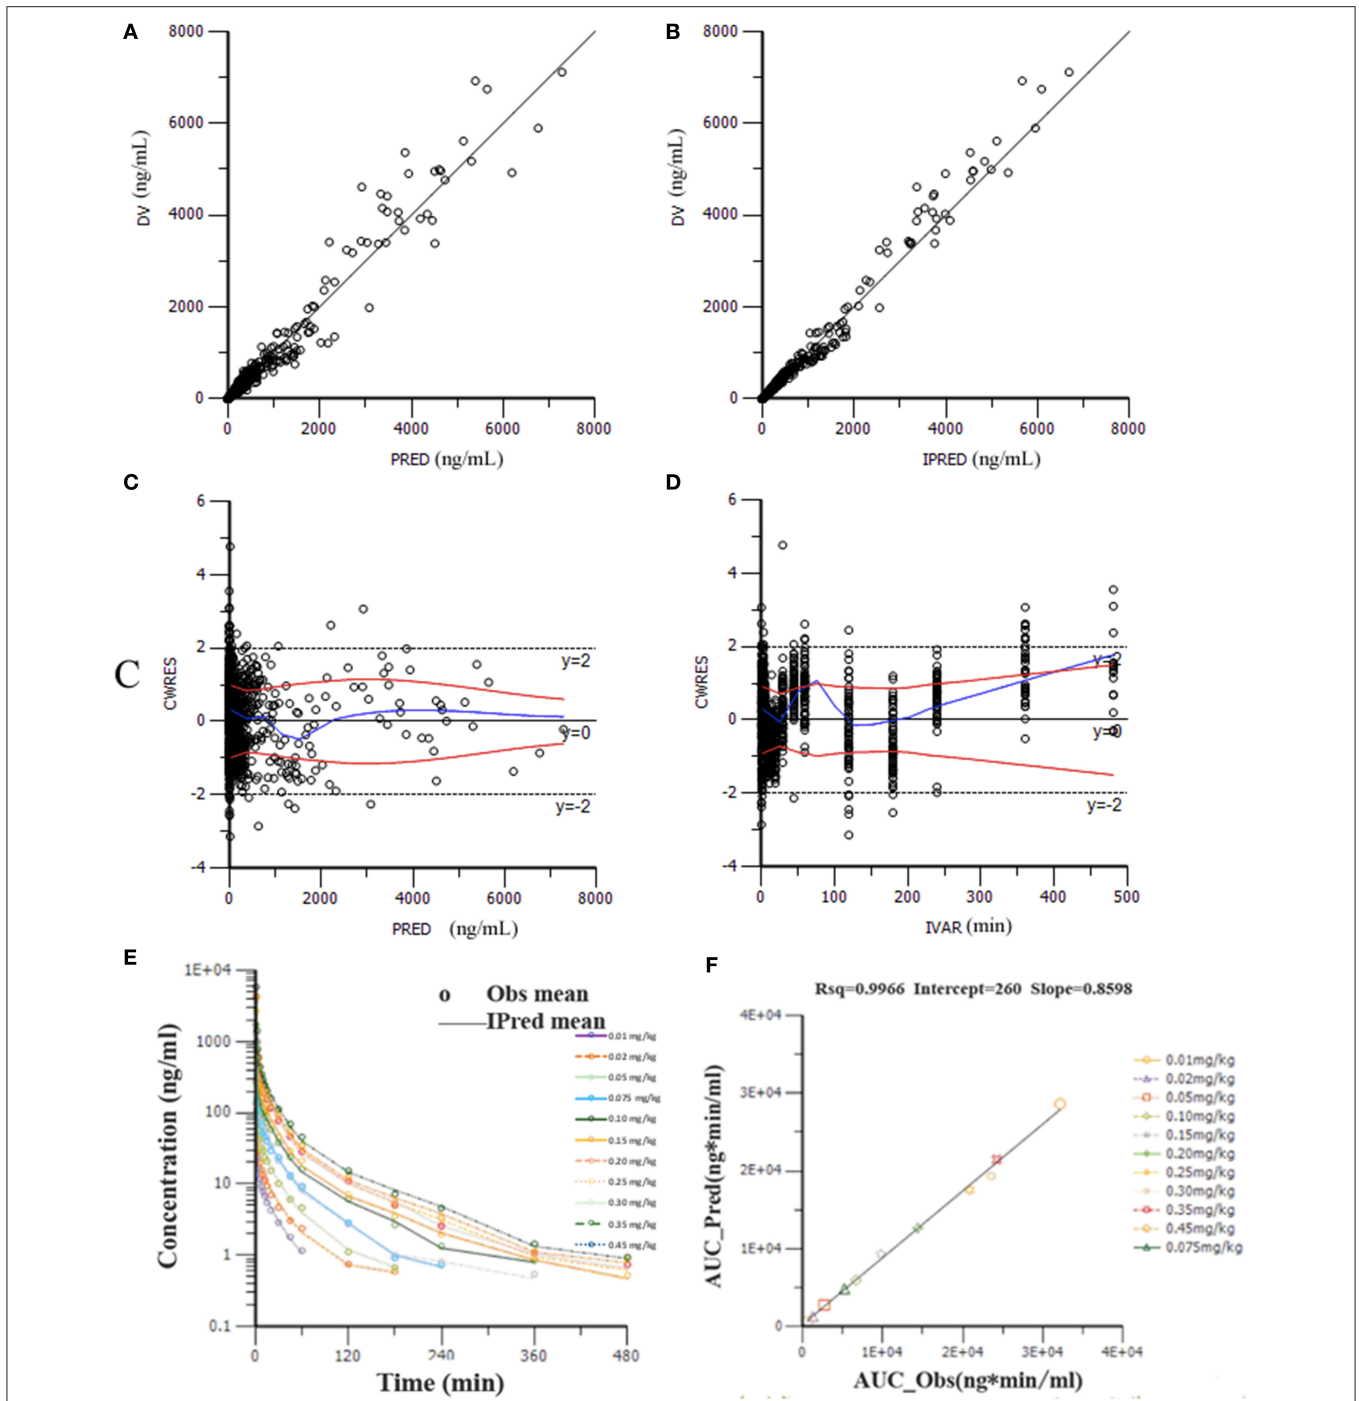 A
8000
6000
4000
2000
0
DV (ng/mL)
0 2000 4000 6000 8000
PRED (ng/mL)
B
8000
6000
4000
2000
0
DV (ng/mL)
0 2000 4000 6000 8000
IPRED (ng/mL)
C
C
6
4
2
0
-2
-4
CWRES
y=2
y=0
y=-2
0 2000 4000 6000 8000
PRED (ng/mL)
D
6
4
2
0
-2
-4
CWRES
y=0
y=-2
0 100 200 300 400 500
IVAR (min)
E
1E+04
1000
100
10
1
0.1
Concentration (ng/ml)
o Obs mean
IPred mean
0.01 mg/kg
0.02 mg/kg
0.05 mg/kg
0.075 mg/kg
0.10 mg/kg
0.15 mg/kg
0.20 mg/kg
0.25 mg/kg
0.30 mg/kg
0.35 mg/kg
0.45 mg/kg
0 120 240 360 480
Time (min)
F
Rsq=0.9966 Intercept=260 Slope=0.8598
4E+04
3E+04
2E+04
1E+04
0
AUC_Pred(ng*min/ml)
0.01mg/kg
0.02mg/kg
0.05mg/kg
0.10mg/kg
0.15mg/kg
0.20mg/kg
0.25mg/kg
0.30mg/kg
0.35mg/kg
0.45mg/kg
0.075mg/kg
0 1E+04 2E+04 3E+04 4E+04
AUC_Obs(ng*min/ml)